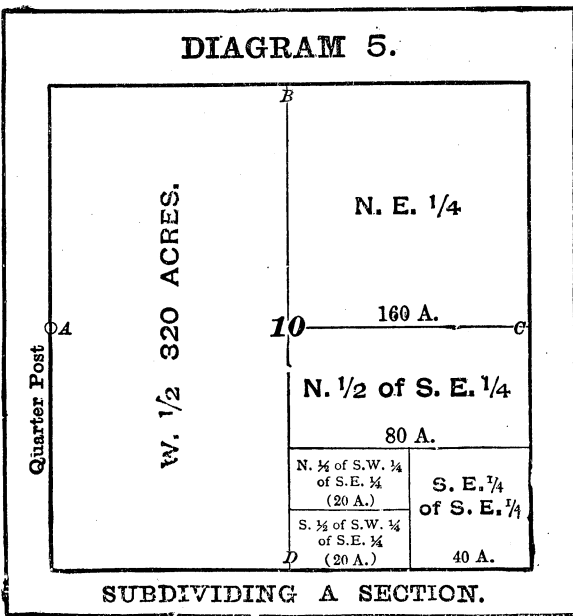 DIAGRAM 5.
B
W. 1/2 320 ACRES.
N. E. 1/4
160 A.
A
10
C
Quarter Post
N. 1/2 of S. E. 1/4
80 A.
N. ½ of S.W. ¼
of S.E. ¼
(20 A.)
S. ½ of S.W. ¼
of S.E. ¼
(20 A.)
D
S. E. 1/4
of S. E. 1/4
40 A.
SUBDIVIDING A SECTION.